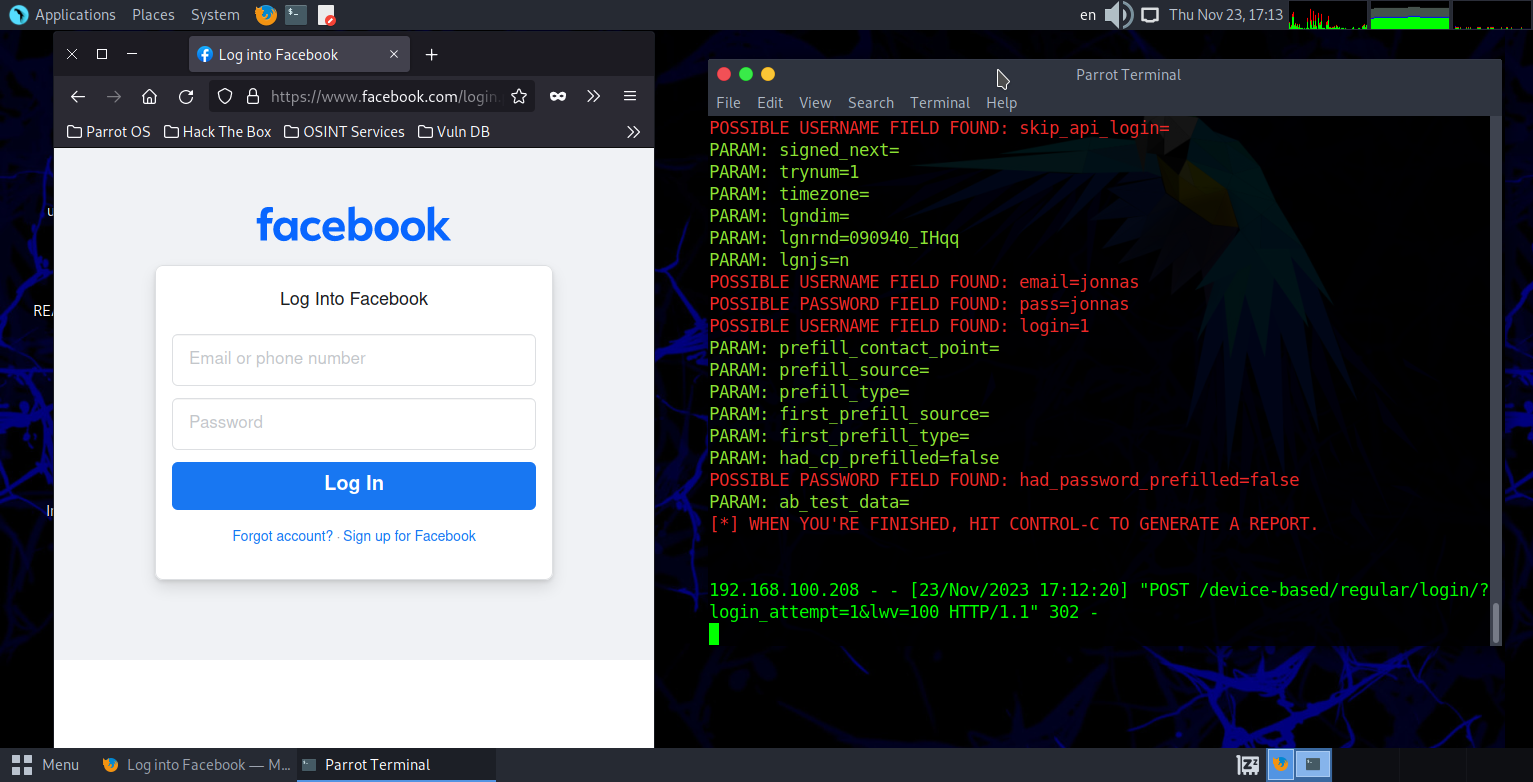 Applications Places System
en Thu Nov 23, 17:13
Log into Facebook
https://www.facebook.com/login.
Parrot OS Hack The Box OSINT Services Vuln DB
facebook
Log Into Facebook
Email or phone number
Password
Log In
Forgot account? · Sign up for Facebook
Parrot Terminal
File Edit View Search Terminal Help
POSSIBLE USERNAME FIELD FOUND: skip_api_login=
PARAM: signed_next=
PARAM: trynum=1
PARAM: timezone=
PARAM: lgndim=
PARAM: lgnrnd=090940_IHqq
PARAM: lgnjs=n
POSSIBLE USERNAME FIELD FOUND: email=jonnas
POSSIBLE PASSWORD FIELD FOUND: pass=jonnas
POSSIBLE USERNAME FIELD FOUND: login=1
PARAM: prefill_contact_point=
PARAM: prefill_source=
PARAM: prefill_type=
PARAM: first_prefill_source=
PARAM: first_prefill_type=
PARAM: had_cp_prefilled=false
POSSIBLE PASSWORD FIELD FOUND: had_password_prefilled=false
PARAM: ab_test_data=
[*] WHEN YOU'RE FINISHED, HIT CONTROL-C TO GENERATE A REPORT.
192.168.100.208 - - [23/Nov/2023 17:12:20] "POST /device-based/regular/login/?
login_attempt=1&lwv=100 HTTP/1.1" 302 -
Menu Log into Facebook — M... Parrot Terminal